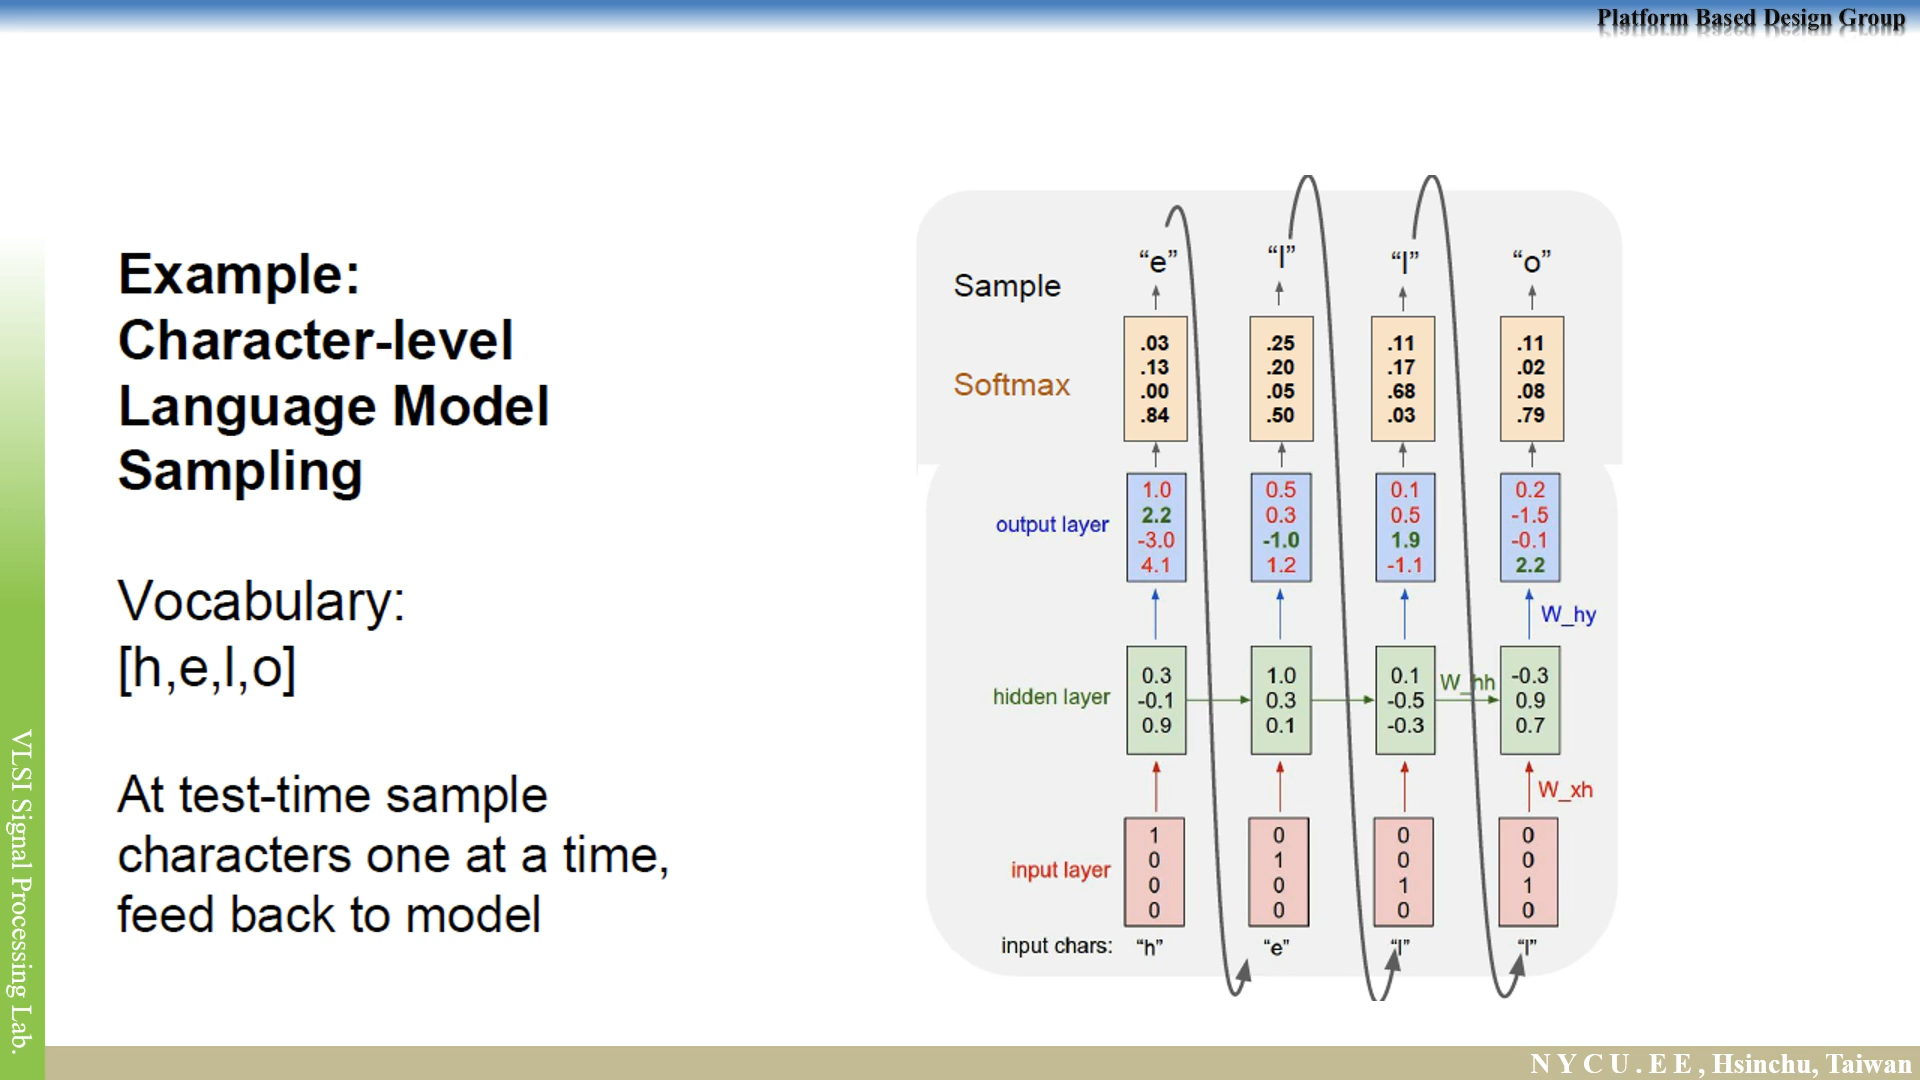 Platform Based Design Group
Example:
Character-level
Language Model
Sampling
Vocabulary:
[h,e,l,o]
At test-time sample
characters one at a time,
feed back to model
Sample
“e” “l” “l” “o”
Softmax
.03 .25 .11 .11
.13 .20 .17 .02
.00 .05 .68 .08
.84 .50 .03 .79
output layer
1.0 0.5 0.1 0.2
2.2 0.3 0.5 -1.5
-3.0 -1.0 1.9 -0.1
4.1 1.2 -1.1 2.2
W_hy
hidden layer
0.3 1.0 0.1 -0.3
-0.1 0.3 -0.5 0.9
0.9 0.1 -0.3 0.7
W_hh
W_xh
input layer
1 0 0 0
0 1 0 0
0 0 1 1
0 0 0 0
input chars: “h” “e” “l” “l”
VLSI Signal Processing Lab.
N Y C U . E E , Hsinchu, Taiwan